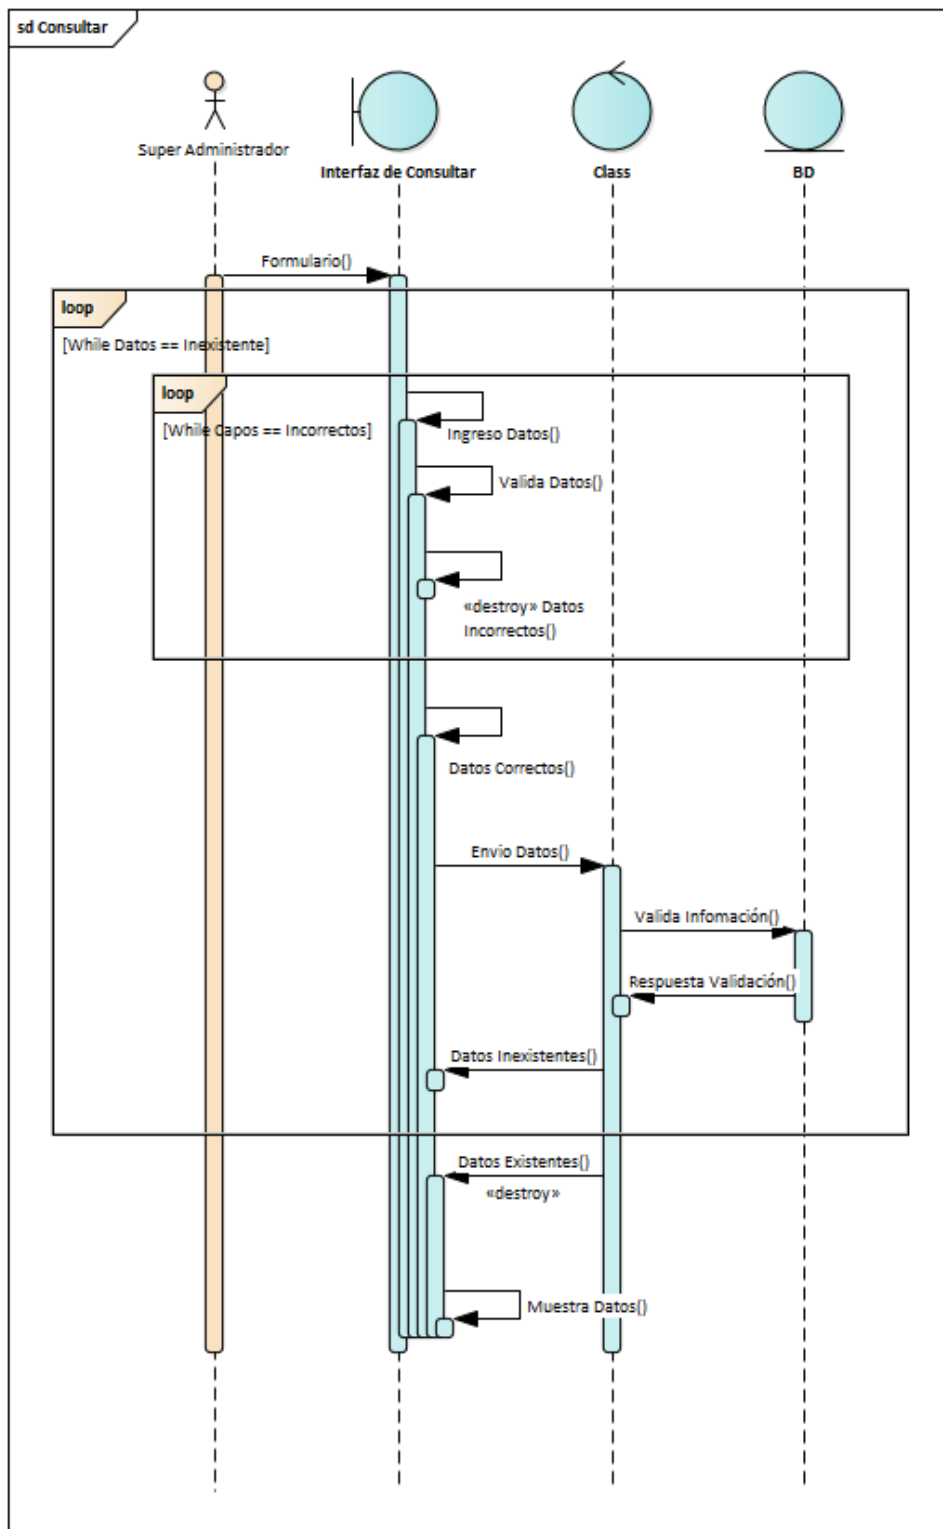 sd Consultar
Super Administrador
Interfaz de Consultar
Class
BD
Formulario()
loop
[While Datos == Inexistente]
loop
[While Capos == Incorrectos]
Ingreso Datos()
Valida Datos()
«destroy» Datos
Incorrectos()
Datos Correctos()
Envio Datos()
Valida Infomación()
Respuesta Validación()
Datos Inexistentes()
Datos Existentes()
«destroy»
Muestra Datos()